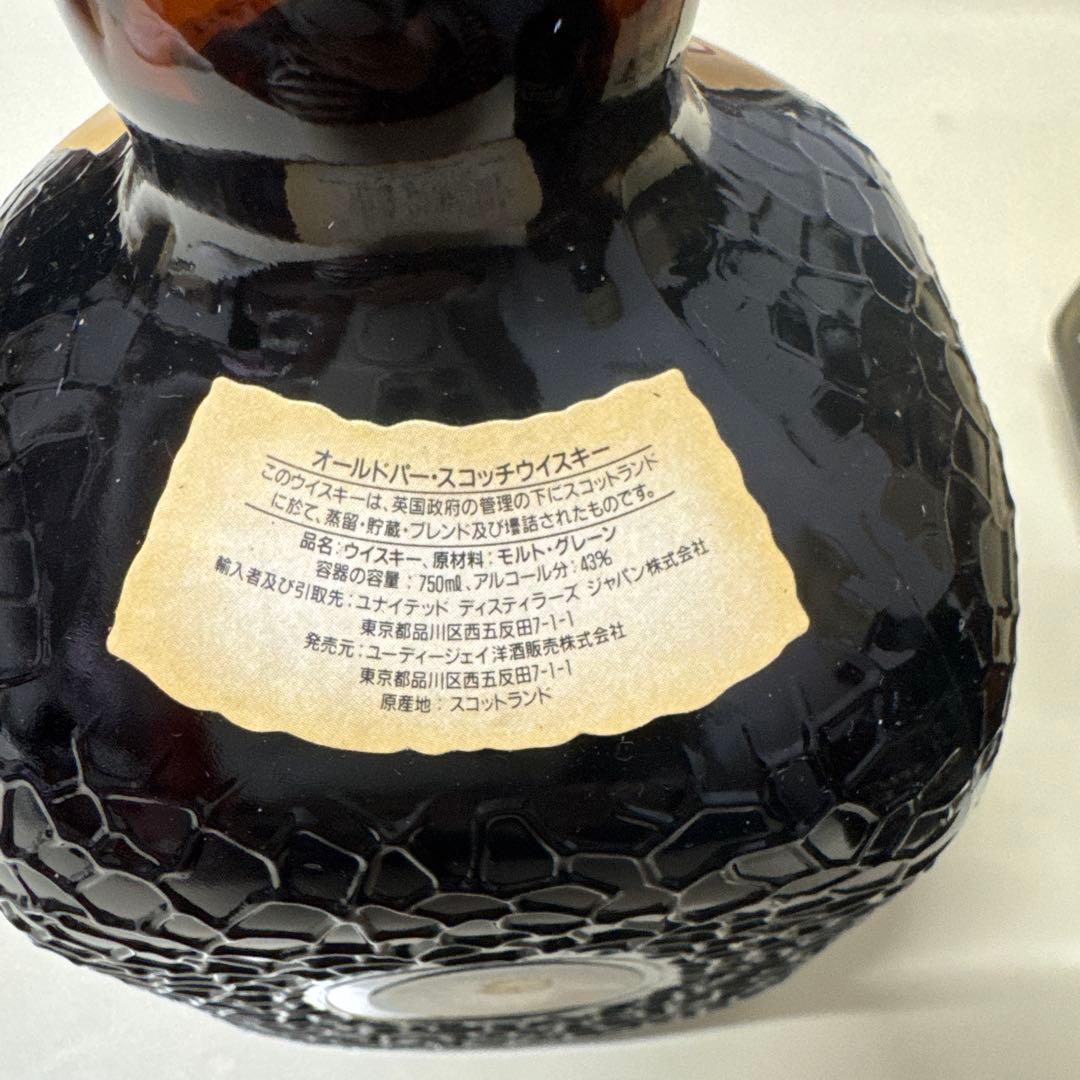 オールドパー・スコッチウイスキー
このウイスキーは、英国政府の管理の下にスコットランド
に於て、蒸留・貯蔵・ブレンド及び壜詰されたものです。
品名：ウイスキー、原材料：モルト・グレーン
容器の容量：750㎖、アルコール分：43%
輸入者及び引取先：ユナイテッド ディスティラーズ ジャパン株式会社
東京都品川区西五反田7-1-1
発売元：ユーディージェイ洋酒販売株式会社
東京都品川区西五反田7-1-1
原産地：スコットランド